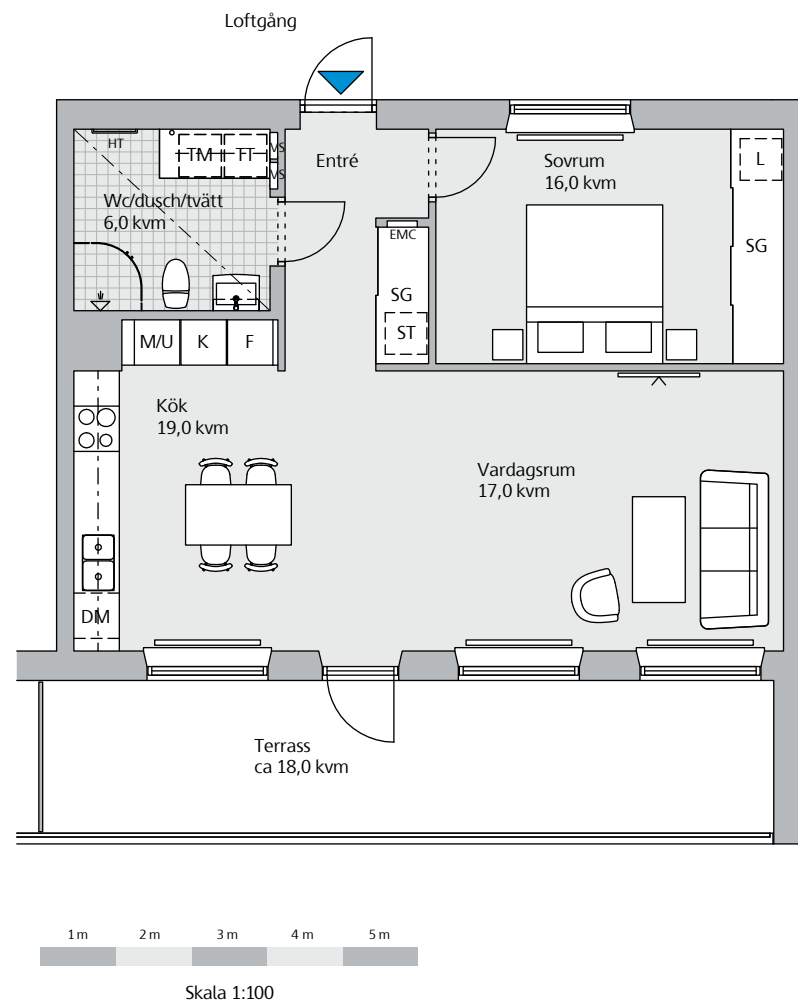 Loftgång
HT
TM
TT
VS
VS
Entré
Sovrum
16,0 kvm
L
Wc/dusch/tvätt
6,0 kvm
EMC
SG
SG
ST
M/U
K
F
Kök
19,0 kvm
Vardagsrum
17,0 kvm
DM
Terrass
ca 18,0 kvm
1 m
2 m
3 m
4 m
5 m
Skala 1:100